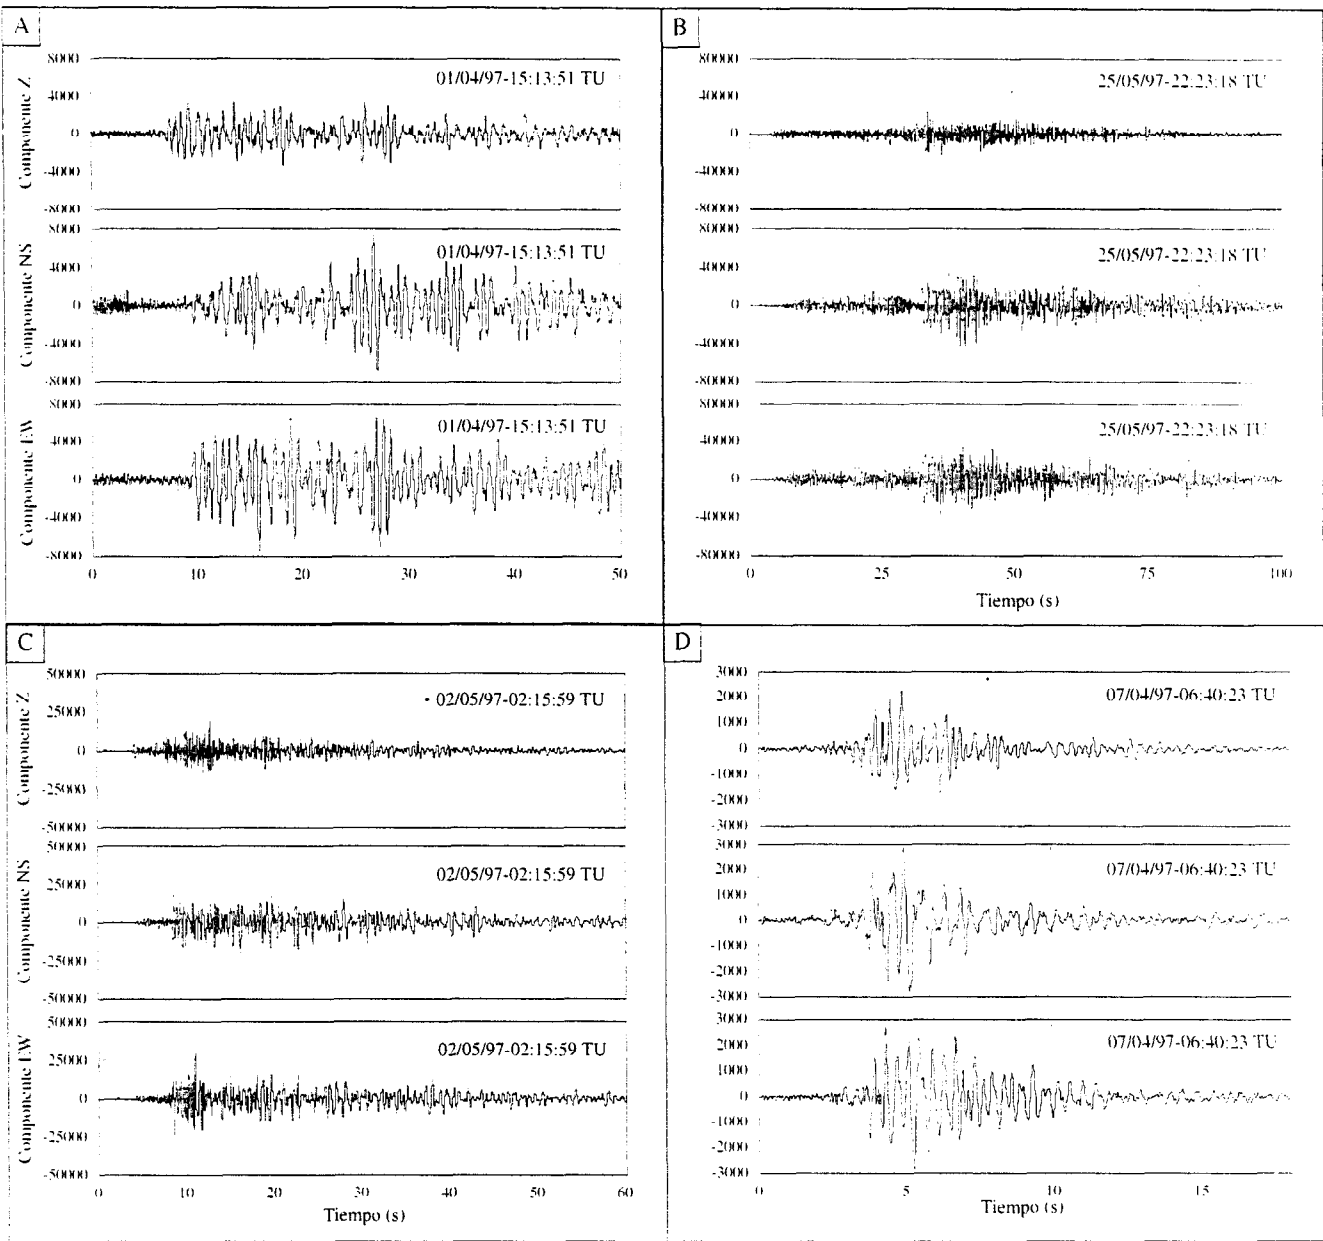 A
Componente Z
8000
4000
0
-4000
-8000
01/04/97-15:13:51 TU
Componente NS
8000
4000
0
-4000
-8000
01/04/97-15:13:51 TU
Componente EW
8000
4000
0
-4000
-8000
01/04/97-15:13:51 TU
0 10 20 30 40 50
B
80000
40000
0
-40000
-80000
25/05/97-22:23:18 TU
80000
40000
0
-40000
-80000
25/05/97-22:23:18 TU
80000
40000
0
-40000
-80000
25/05/97-22:23:18 TU
0 25 50 75 100
Tiempo (s)
C
Componente Z
50000
25000
0
-25000
-50000
02/05/97-02:15:59 TU
Componente NS
50000
25000
0
-25000
-50000
02/05/97-02:15:59 TU
Componente EW
50000
25000
0
-25000
-50000
02/05/97-02:15:59 TU
0 10 20 30 40 50 60
Tiempo (s)
D
3000
2000
1000
0
-1000
-2000
-3000
07/04/97-06:40:23 TU
3000
2000
1000
0
-1000
-2000
-3000
07/04/97-06:40:23 TU
3000
2000
1000
0
-1000
-2000
-3000
07/04/97-06:40:23 TU
0 5 10 15
Tiempo (s)